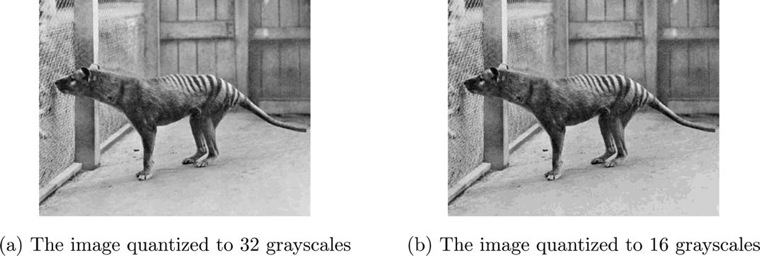 (a) The image quantized to 32 grayscales
(b) The image quantized to 16 grayscales